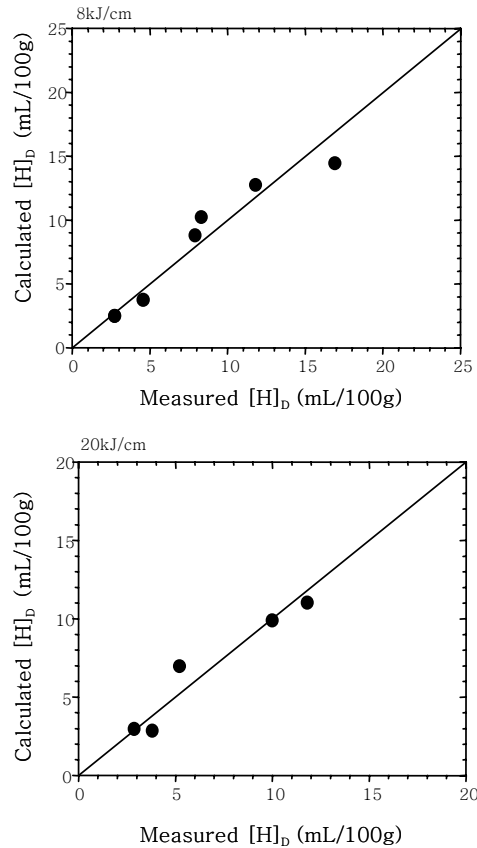 8kJ/cm
25
20
15
10
5
0
0 5 10 15 20 25
Calculated [H]D (mL/100g)
Measured [H]D (mL/100g)
20kJ/cm
20
15
10
5
0
0 5 10 15 20
Calculated [H]D (mL/100g)
Measured [H]D (mL/100g)